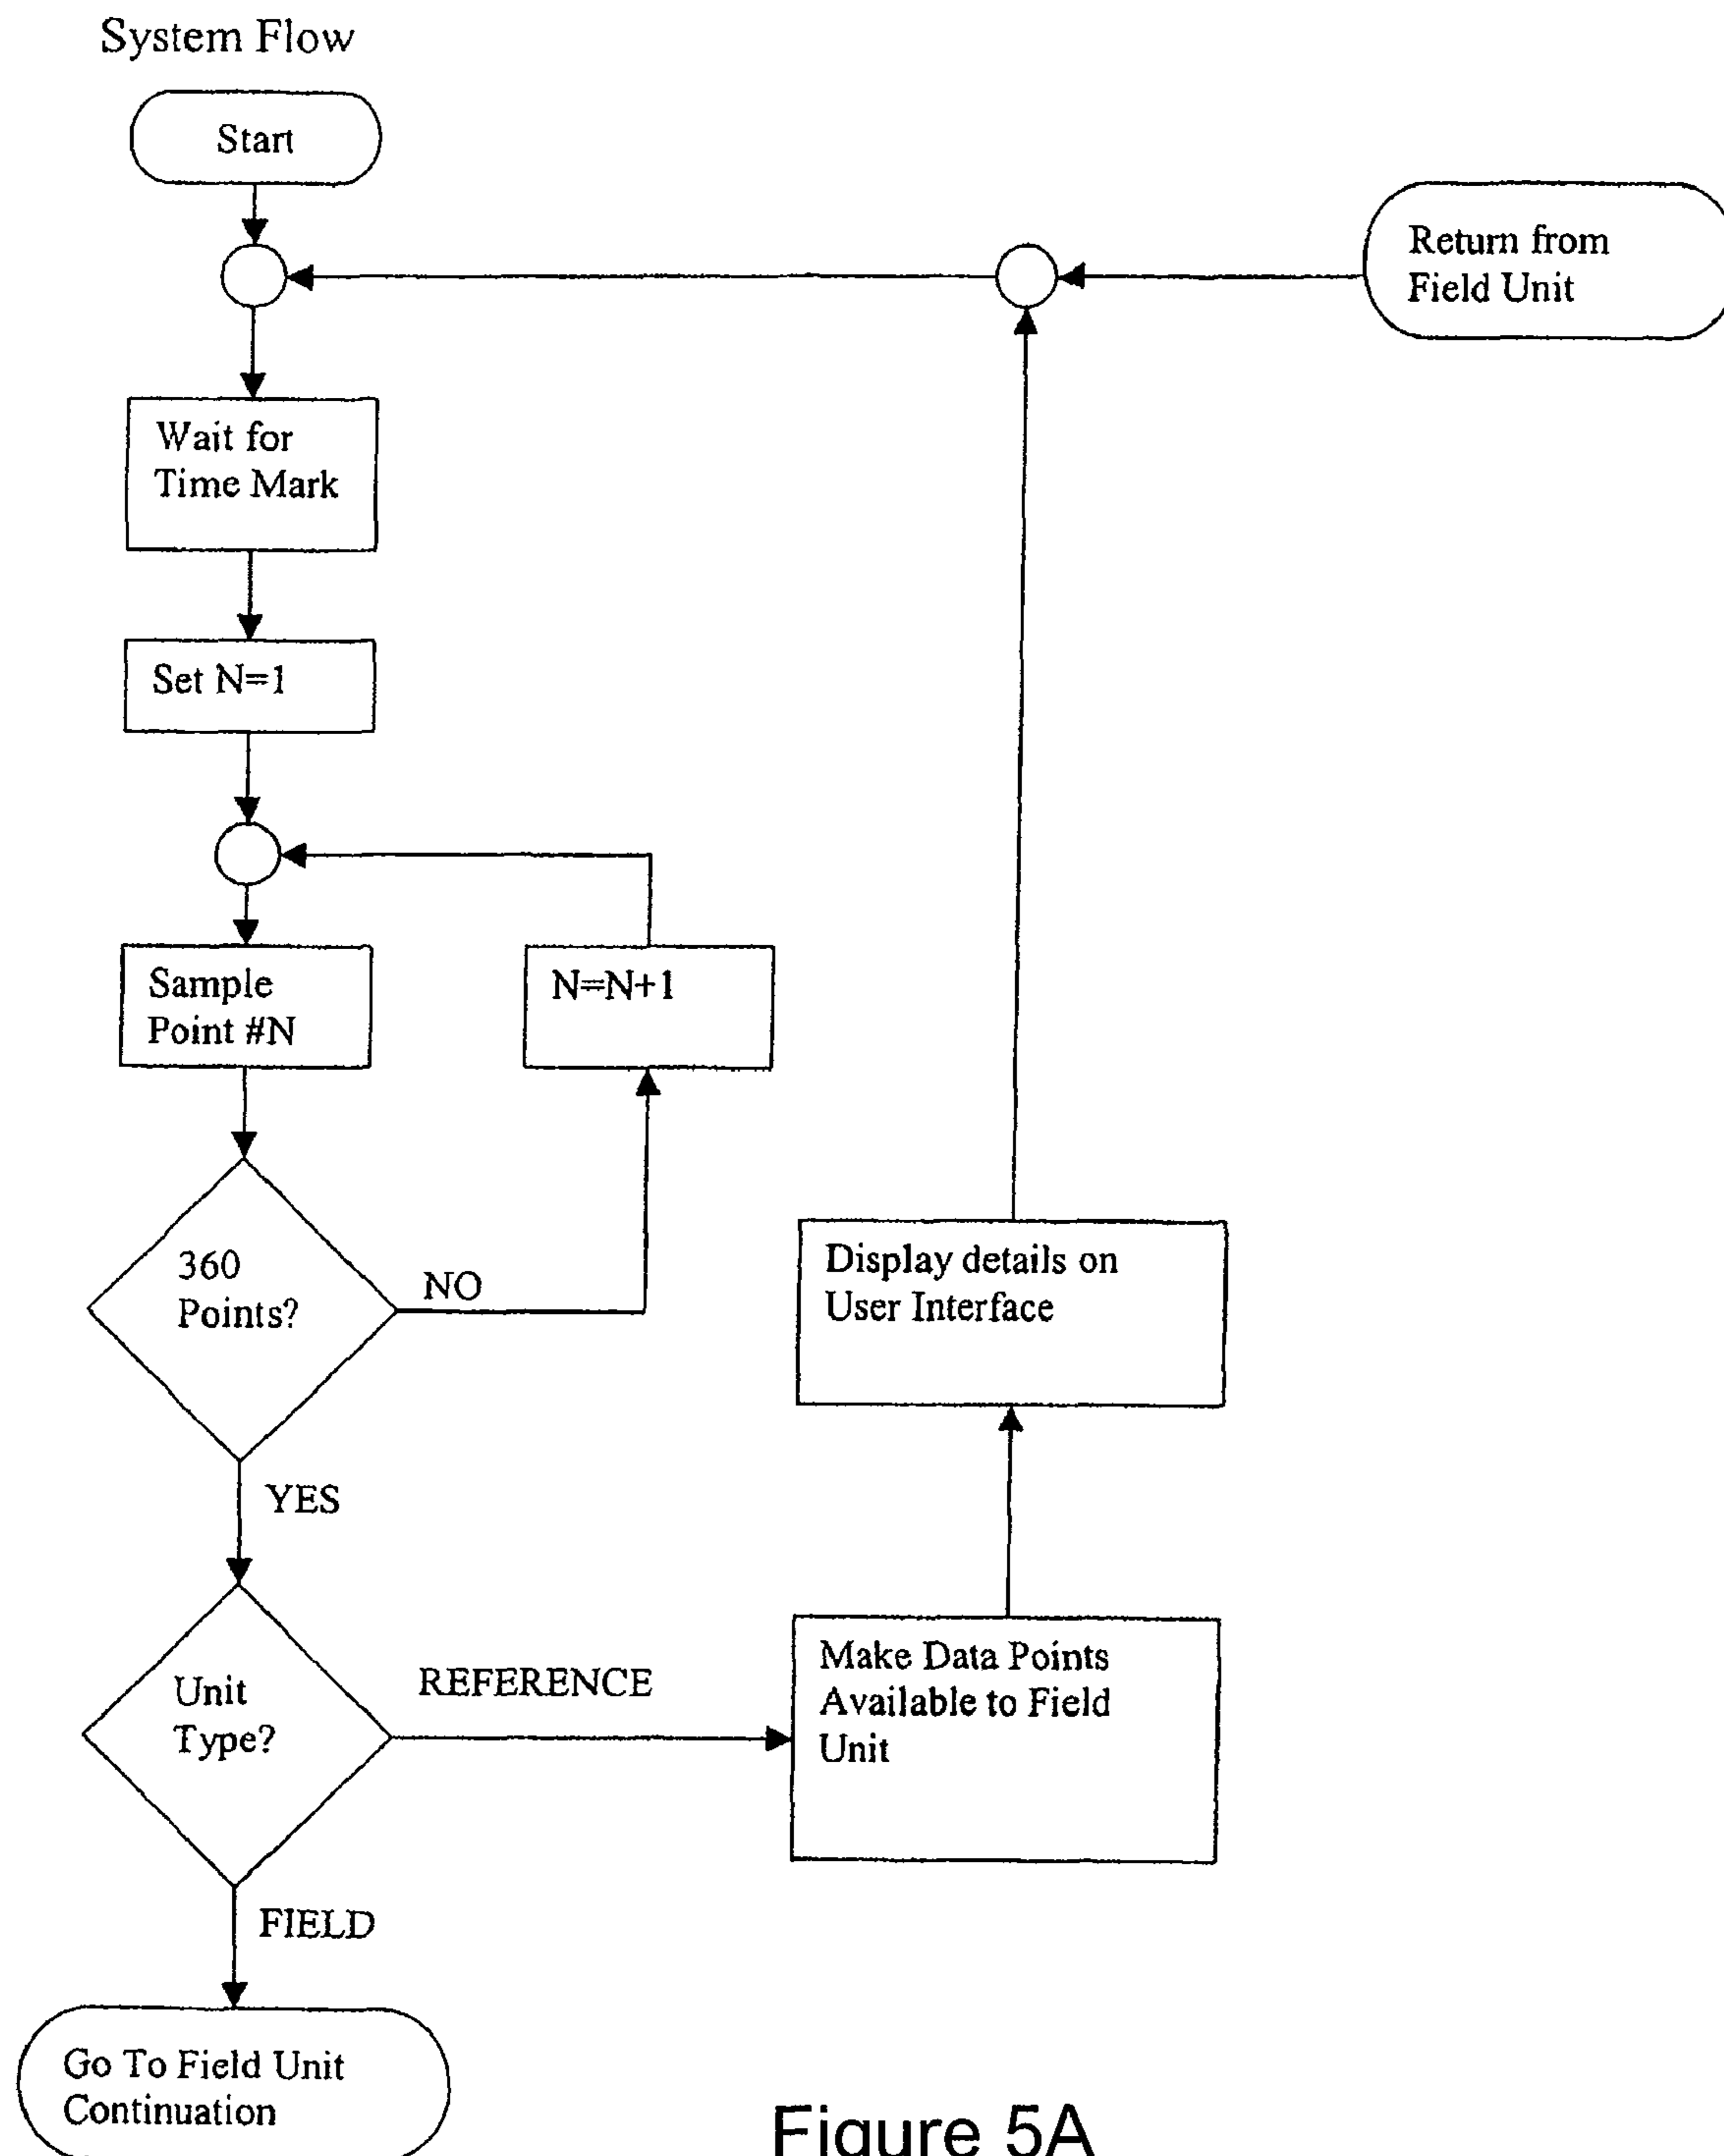 System Flow
Start
Return from
Field Unit
Wait for
Time Mark
Set N=1
Sample
Point #N
N=N+1
360
Points?
NO
Display details on
User Interface
YES
Unit
Type?
REFERENCE
Make Data Points
Available to Field
Unit
FIELD
Go To Field Unit
Continuation
Figure 5A